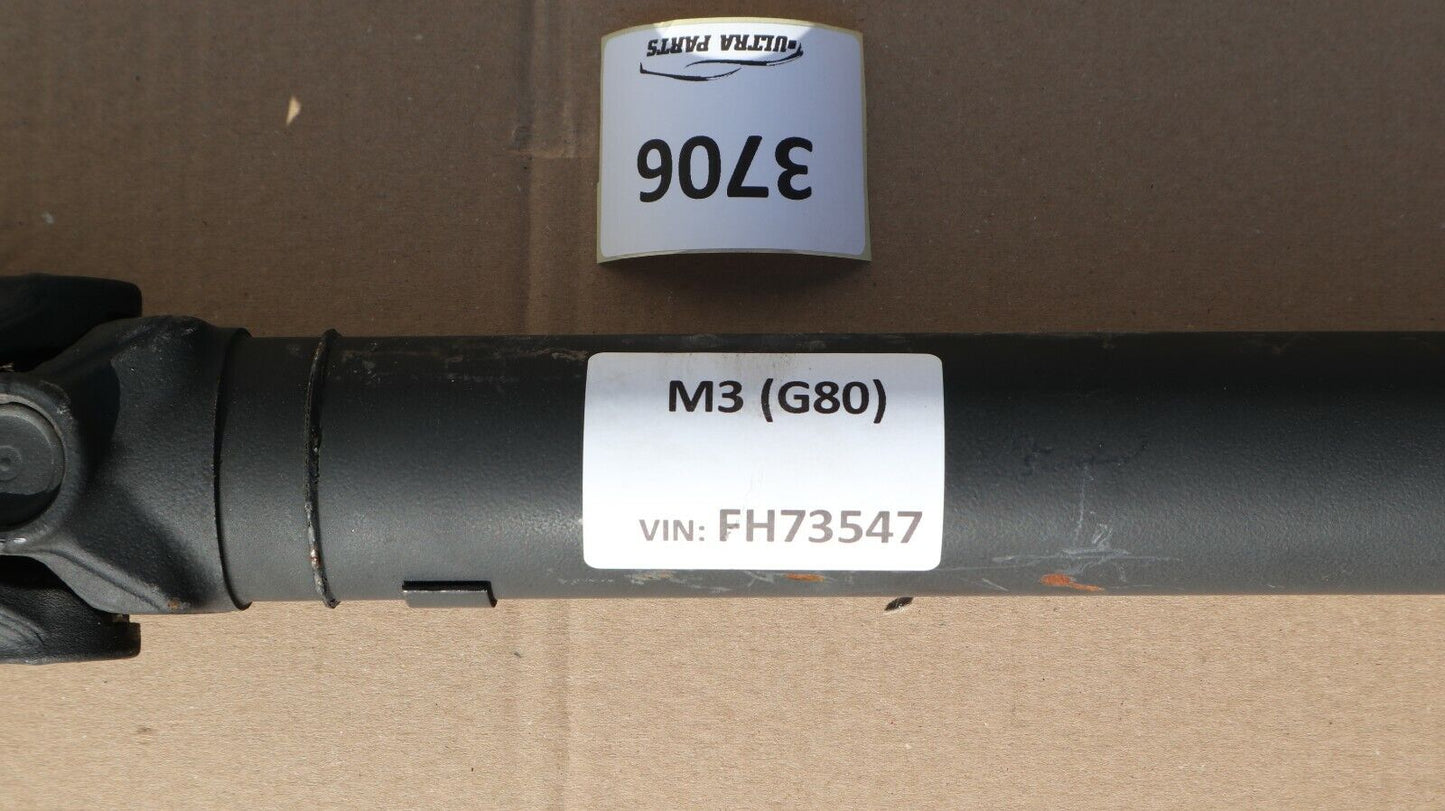 ULTRA PARTS
3706
M3 (G80)
VIN: FH73547